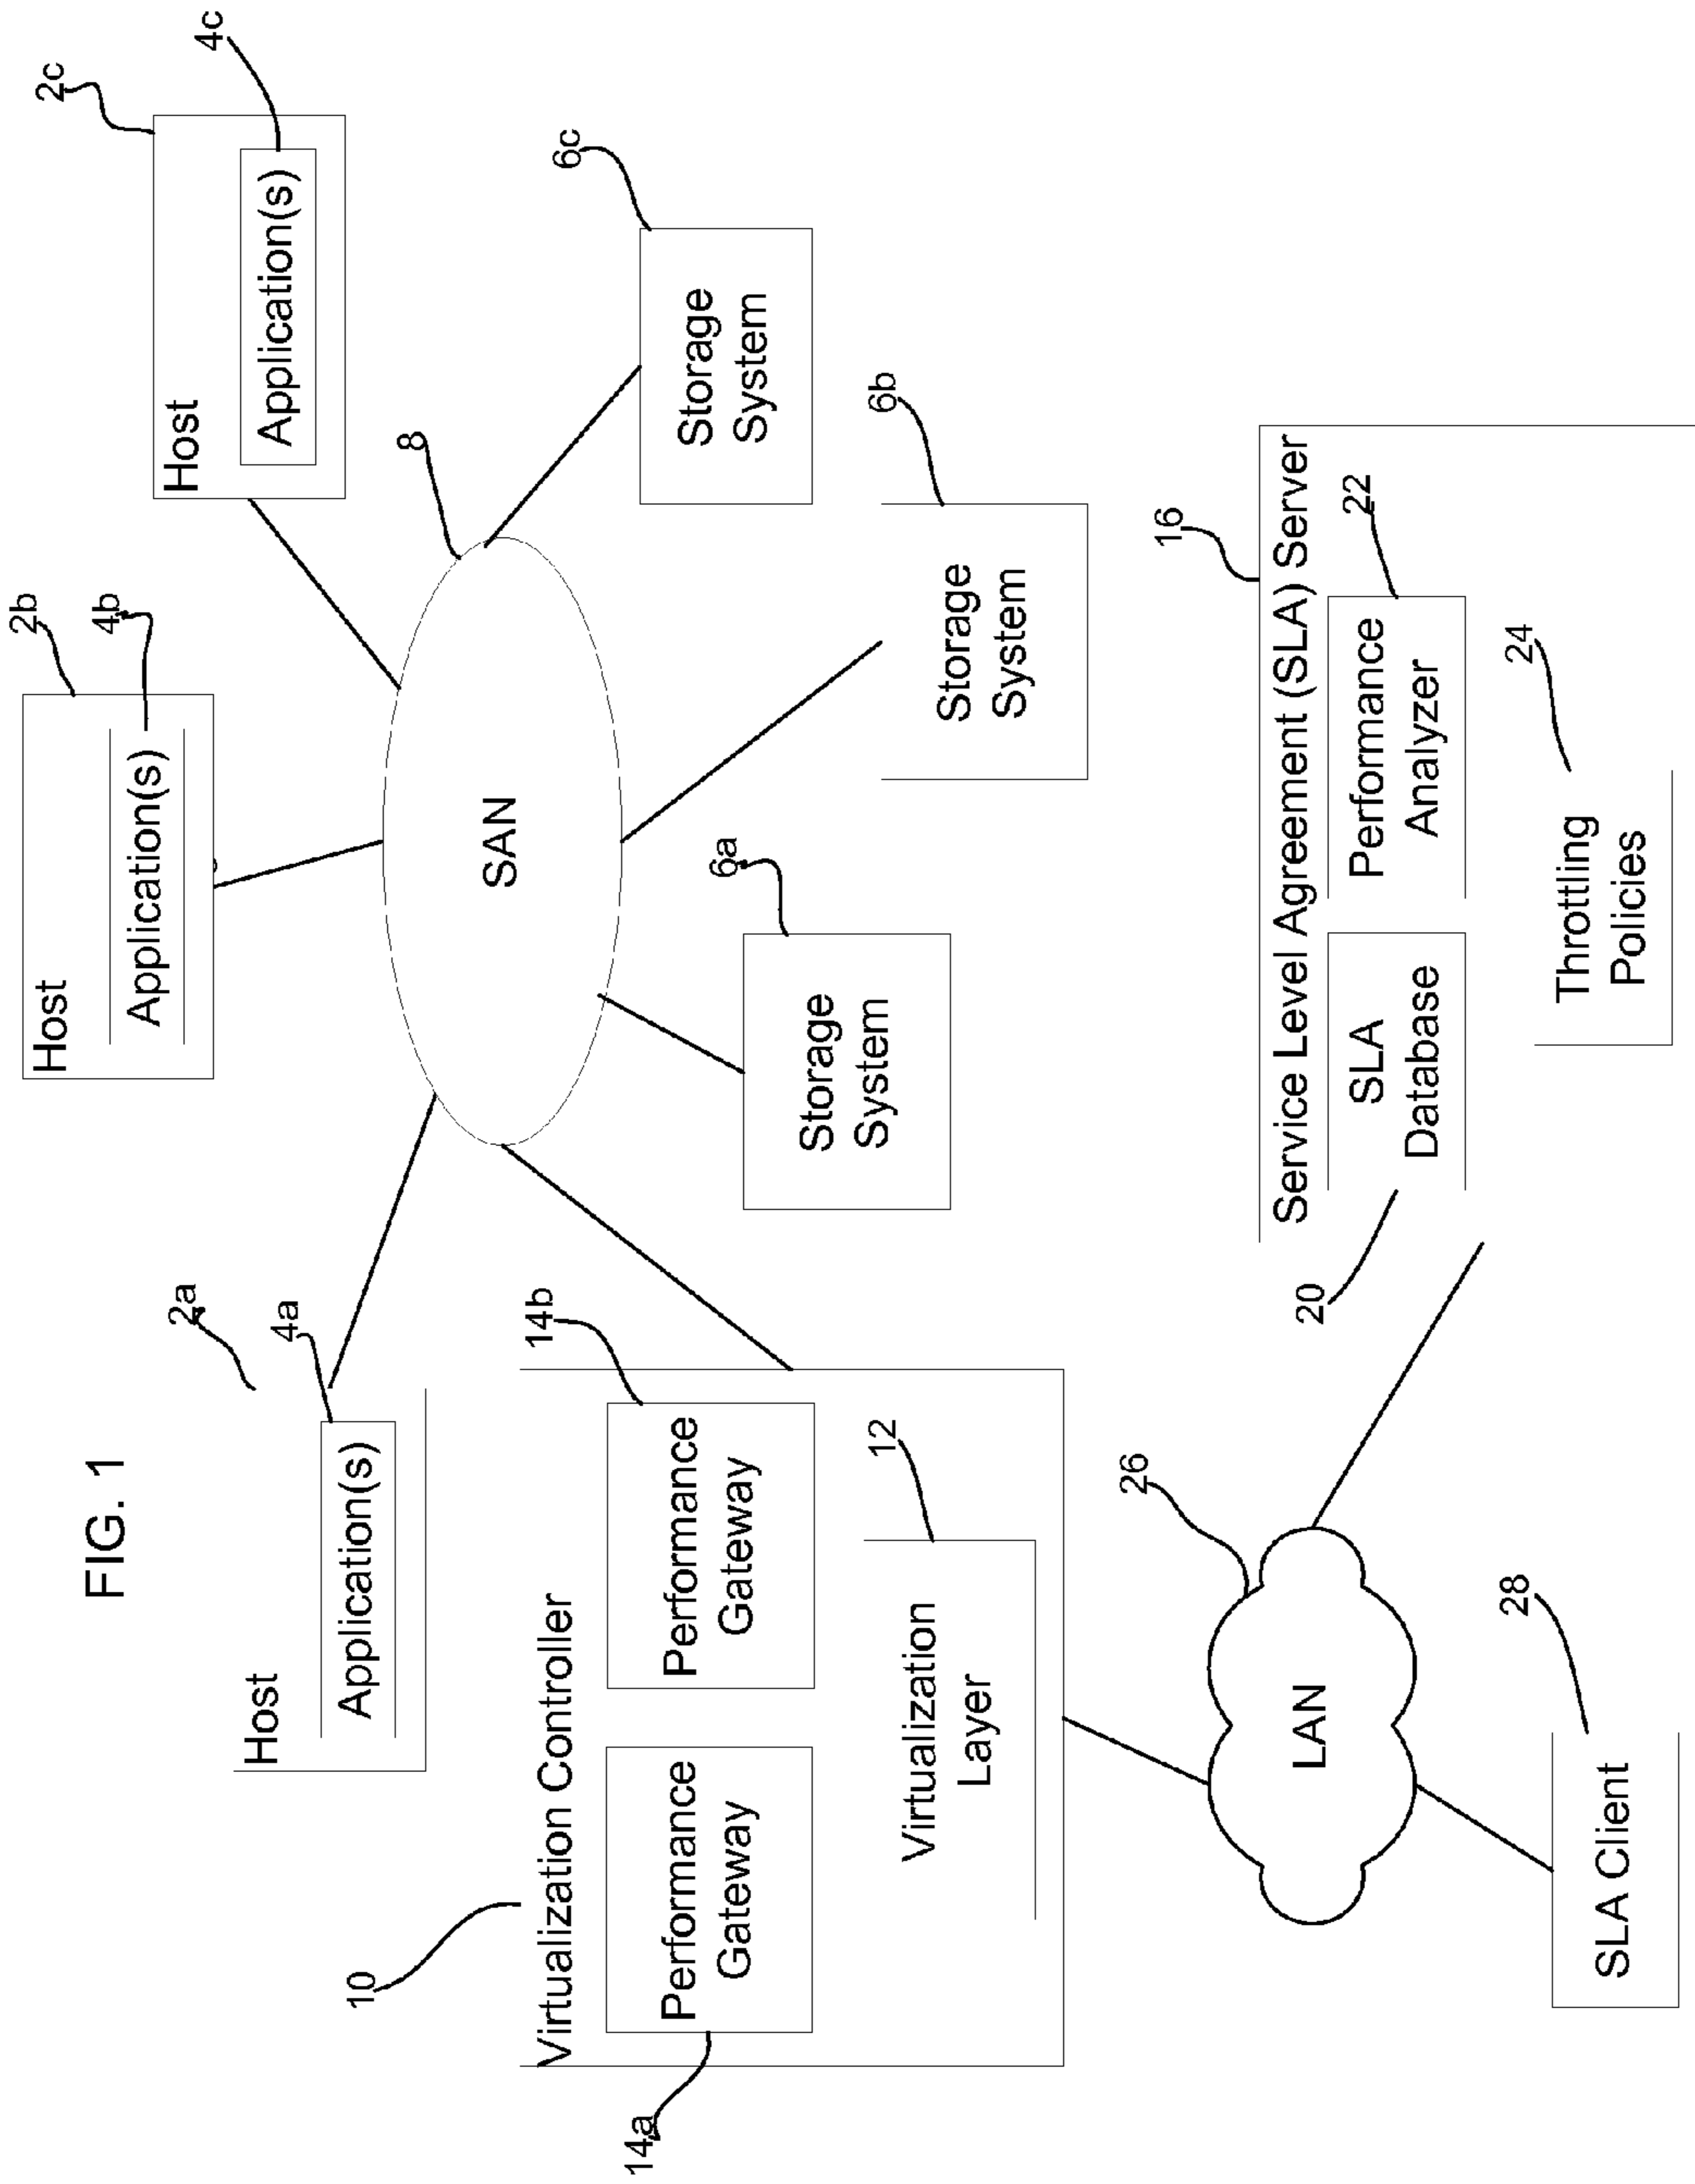 FIG. 1
2a
Host
4a
Application(s)
2b
Host
4b
Application(s)
2c
Host
4c
Application(s)
8
SAN
10
Virtualization Controller
14a
Performance
Gateway
14b
Performance
Gateway
12
Virtualization
Layer
6a
Storage
System
6b
Storage
System
6c
Storage
System
26
LAN
28
SLA Client
16
Service Level Agreement (SLA) Server
20
SLA
Database
22
Performance
Analyzer
24
Throttling
Policies